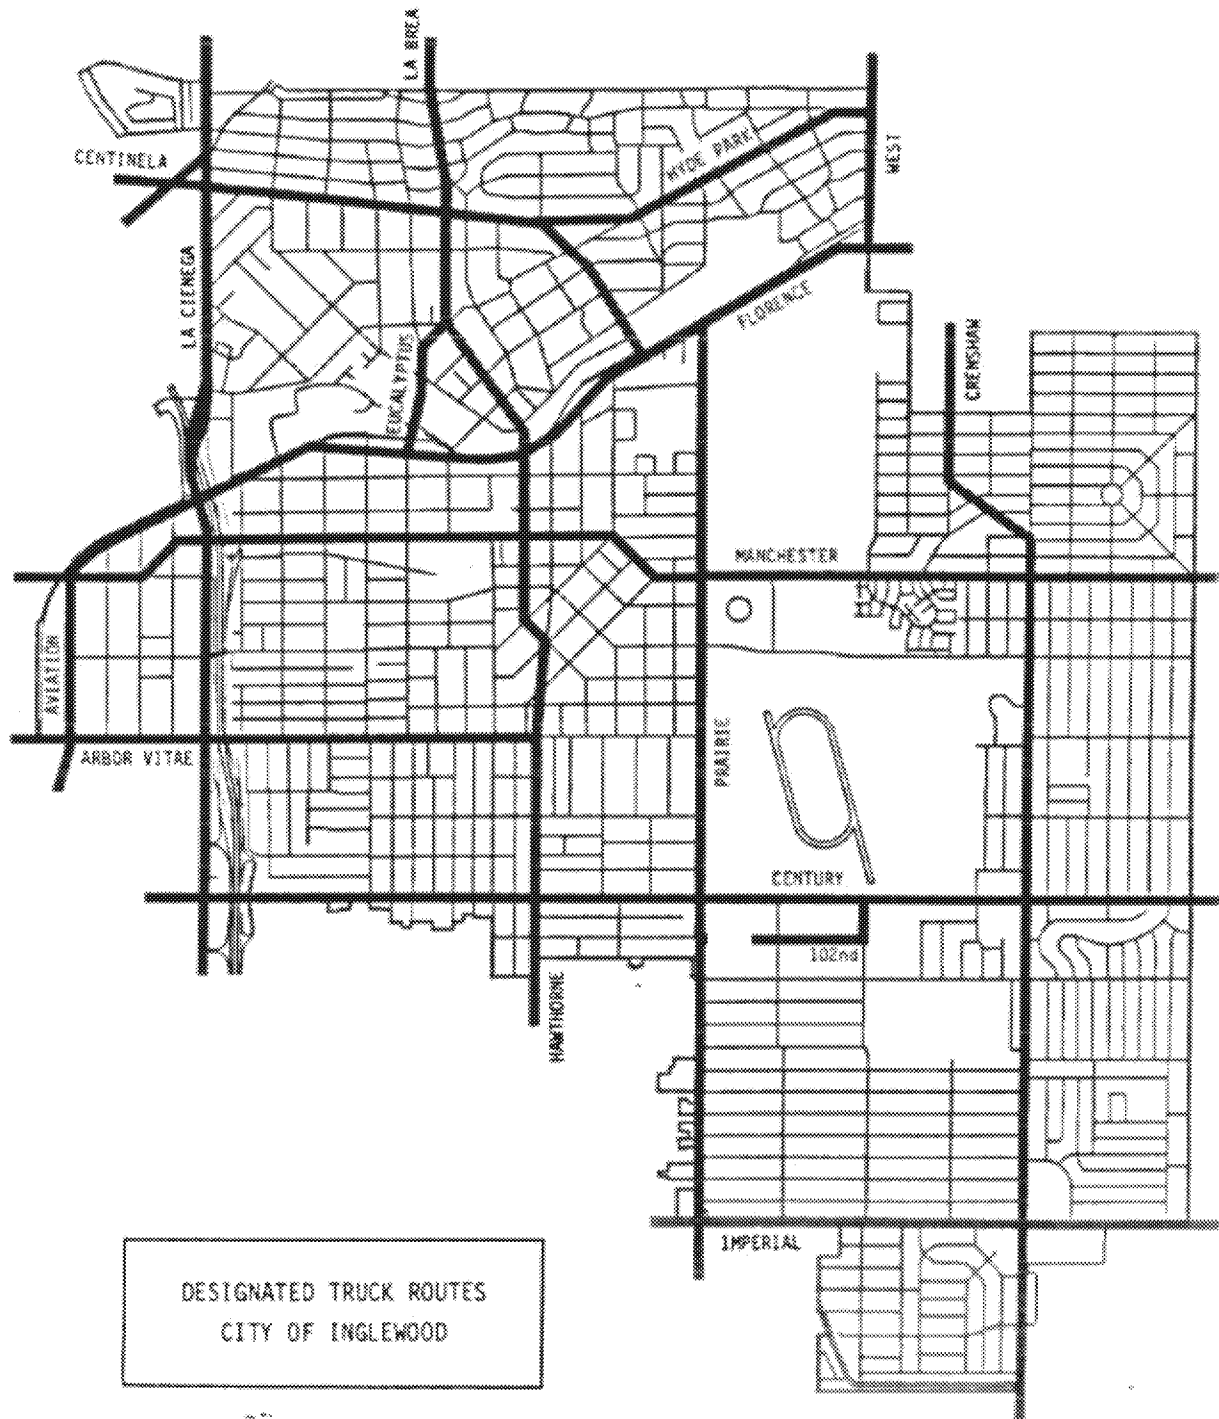 LA BREA
CENTINELA
HYDE PARK
WEST
LA CIENEGA
FLORENCE
EUCALYPTUS
CRENSHAW
MANCHESTER
AVIATION
ARBOR VITAE
PRAIRIE
CENTURY
102nd
HAWTHORNE
IMPERIAL
DESIGNATED TRUCK ROUTES
CITY OF INGLEWOOD